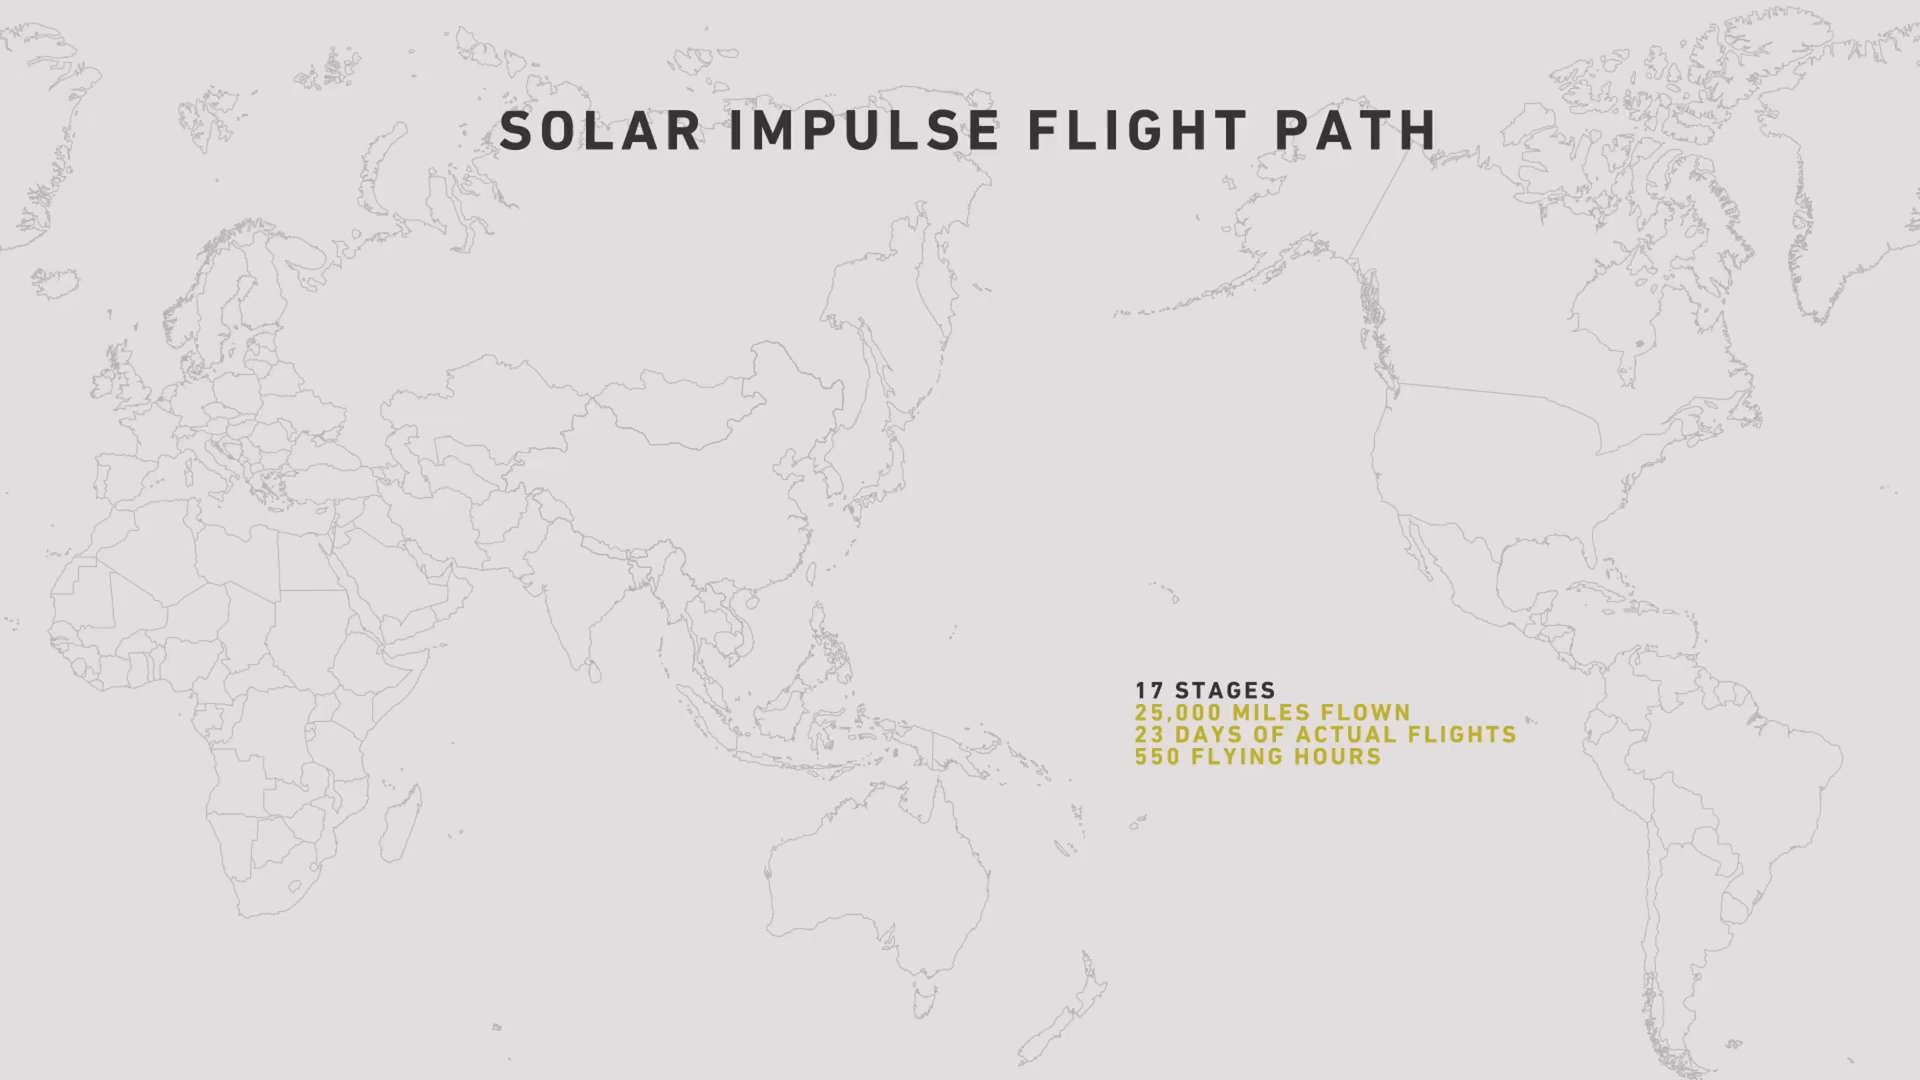 SOLAR IMPULSE FLIGHT PATH
17 STAGES
25,000 MILES FLOWN
23 DAYS OF ACTUAL FLIGHTS
550 FLYING HOURS